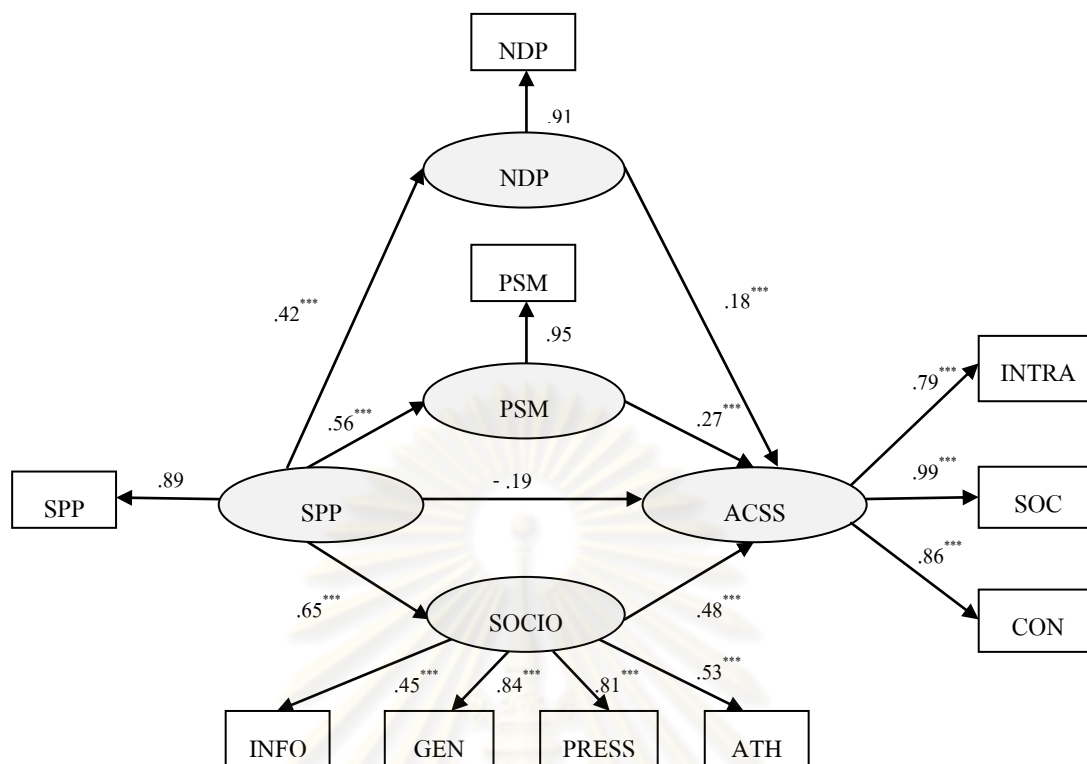 NDP
.91
NDP
PSM
.42***
.18***
.95
INTRA
.79***
PSM
.56***
.27***
.99***
SPP
.89
SPP
- .19
ACSS
SOC
.86***
.65***
SOCIO
.48***
CON
.45***
.84***
.81***
.53***
INFO
GEN
PRESS
ATH